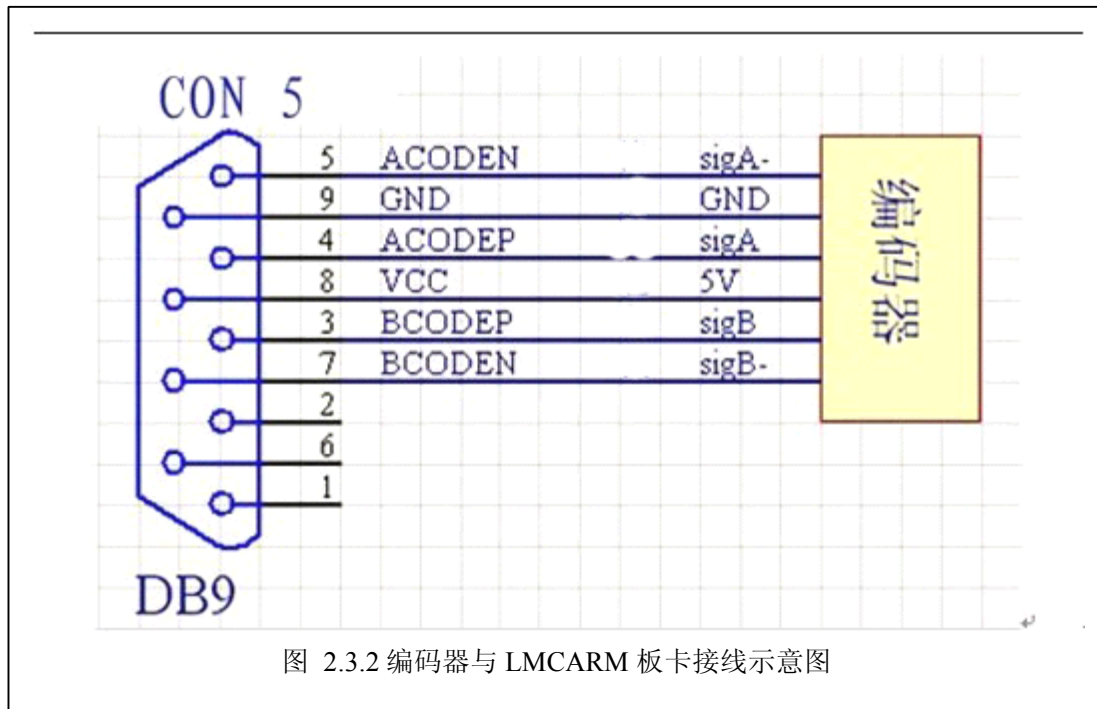 CON 5
5 ACODEN sigA-
9 GND GND
4 ACODEP sigA
8 VCC 5V
3 BCODEP sigB
7 BCODEN sigB-
2
6
1
编码器
DB9
图 2.3.2 编码器与 LMCARM 板卡接线示意图